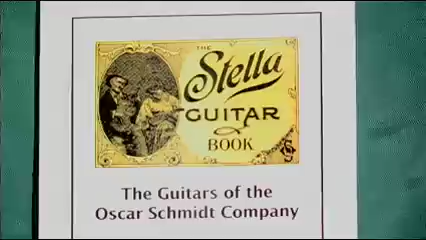 THE
Stella
GUITAR
BOOK
The Guitars of the
Oscar Schmidt Company